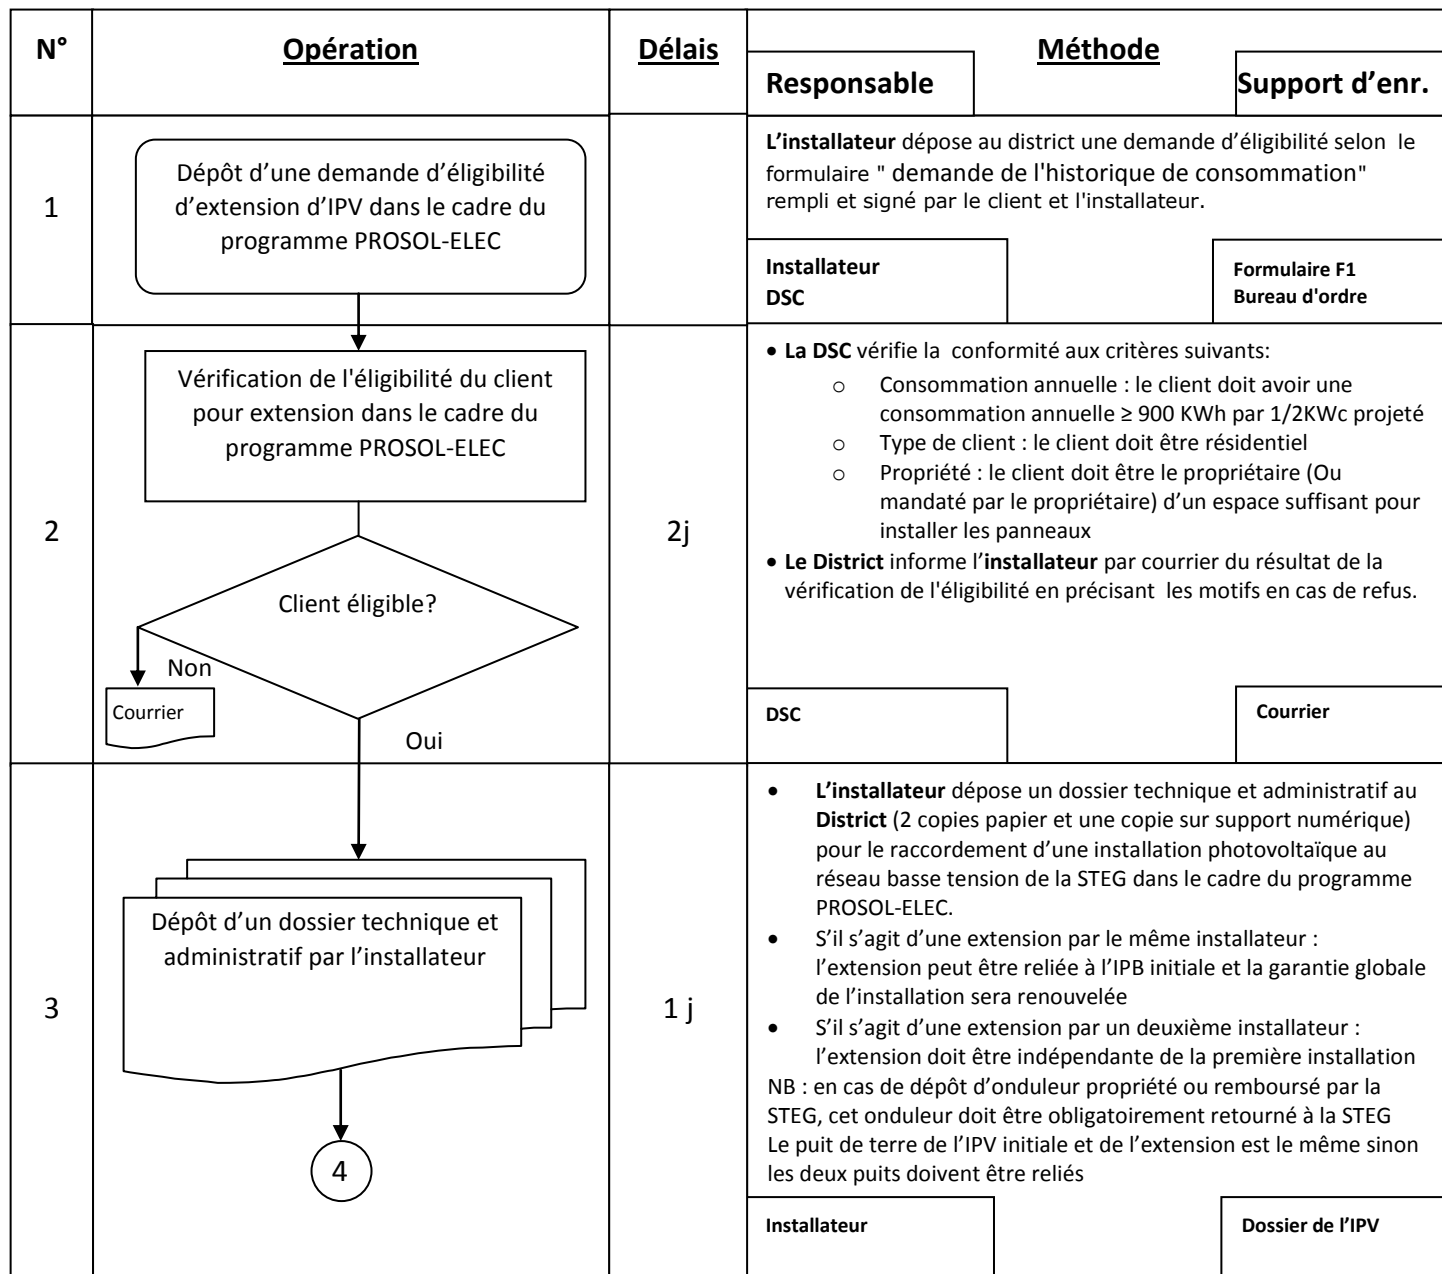 N°
Opération
Délais
Méthode
Responsable
Support d’enr.
1
Dépôt d’une demande d’éligibilité
d’extension d’IPV dans le cadre du
programme PROSOL-ELEC
L’installateur dépose au district une demande d’éligibilité selon le
formulaire " demande de l'historique de consommation"
rempli et signé par le client et l'installateur.
Installateur
DSC
Formulaire F1
Bureau d'ordre
2
Vérification de l'éligibilité du client
pour extension dans le cadre du
programme PROSOL-ELEC
Client éligible?
Non
Courrier
Oui
2j
• La DSC vérifie la conformité aux critères suivants:
o Consommation annuelle : le client doit avoir une
consommation annuelle ≥ 900 KWh par 1/2KWc projeté
o Type de client : le client doit être résidentiel
o Propriété : le client doit être le propriétaire (Ou
mandaté par le propriétaire) d’un espace suffisant pour
installer les panneaux
• Le District informe l’installateur par courrier du résultat de la
vérification de l'éligibilité en précisant les motifs en cas de refus.
DSC
Courrier
3
Dépôt d’un dossier technique et
administratif par l’installateur
4
1 j
• L’installateur dépose un dossier technique et administratif au
District (2 copies papier et une copie sur support numérique)
pour le raccordement d’une installation photovoltaïque au
réseau basse tension de la STEG dans le cadre du programme
PROSOL-ELEC.
• S’il s’agit d’une extension par le même installateur :
l’extension peut être reliée à l’IPB initiale et la garantie globale
de l’installation sera renouvelée
• S’il s’agit d’une extension par un deuxième installateur :
l’extension doit être indépendante de la première installation
NB : en cas de dépôt d’onduleur propriété ou remboursé par la
STEG, cet onduleur doit être obligatoirement retourné à la STEG
Le puit de terre de l’IPV initiale et de l’extension est le même sinon
les deux puits doivent être reliés
Installateur
Dossier de l’IPV